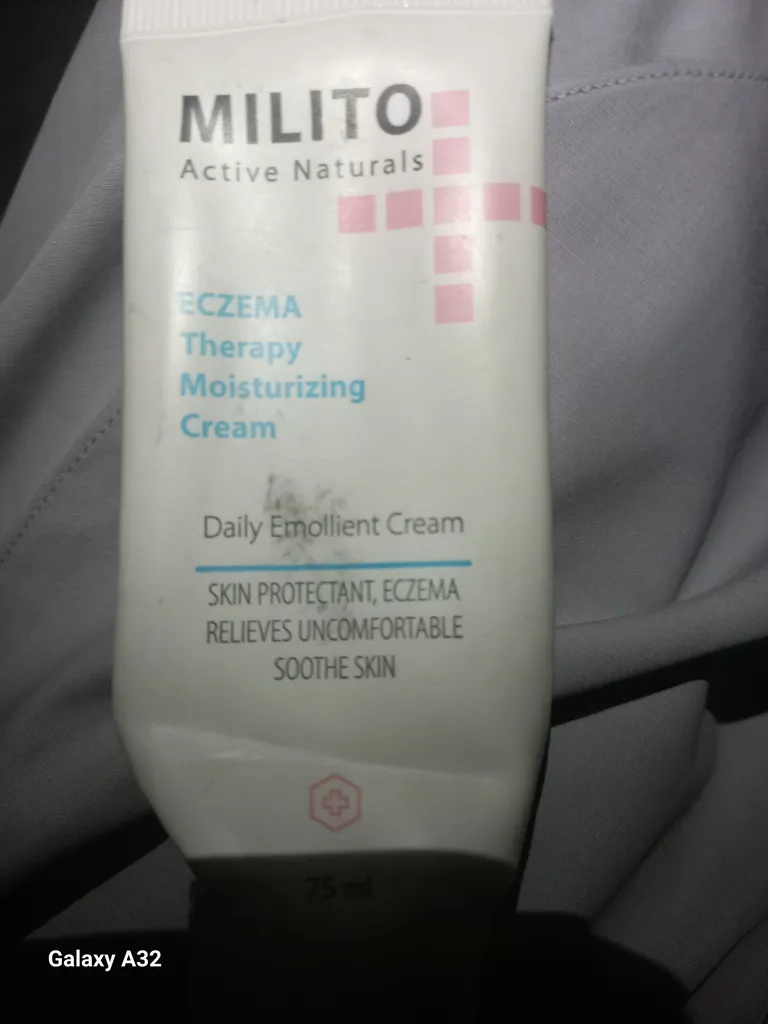 MILITO
Active Naturals
ECZEMA
Therapy
Moisturizing
Cream
Daily Emollient Cream
SKIN PROTECTANT, ECZEMA
RELIEVES UNCOMFORTABLE
SOOTHE SKIN
75 ml
Galaxy A32